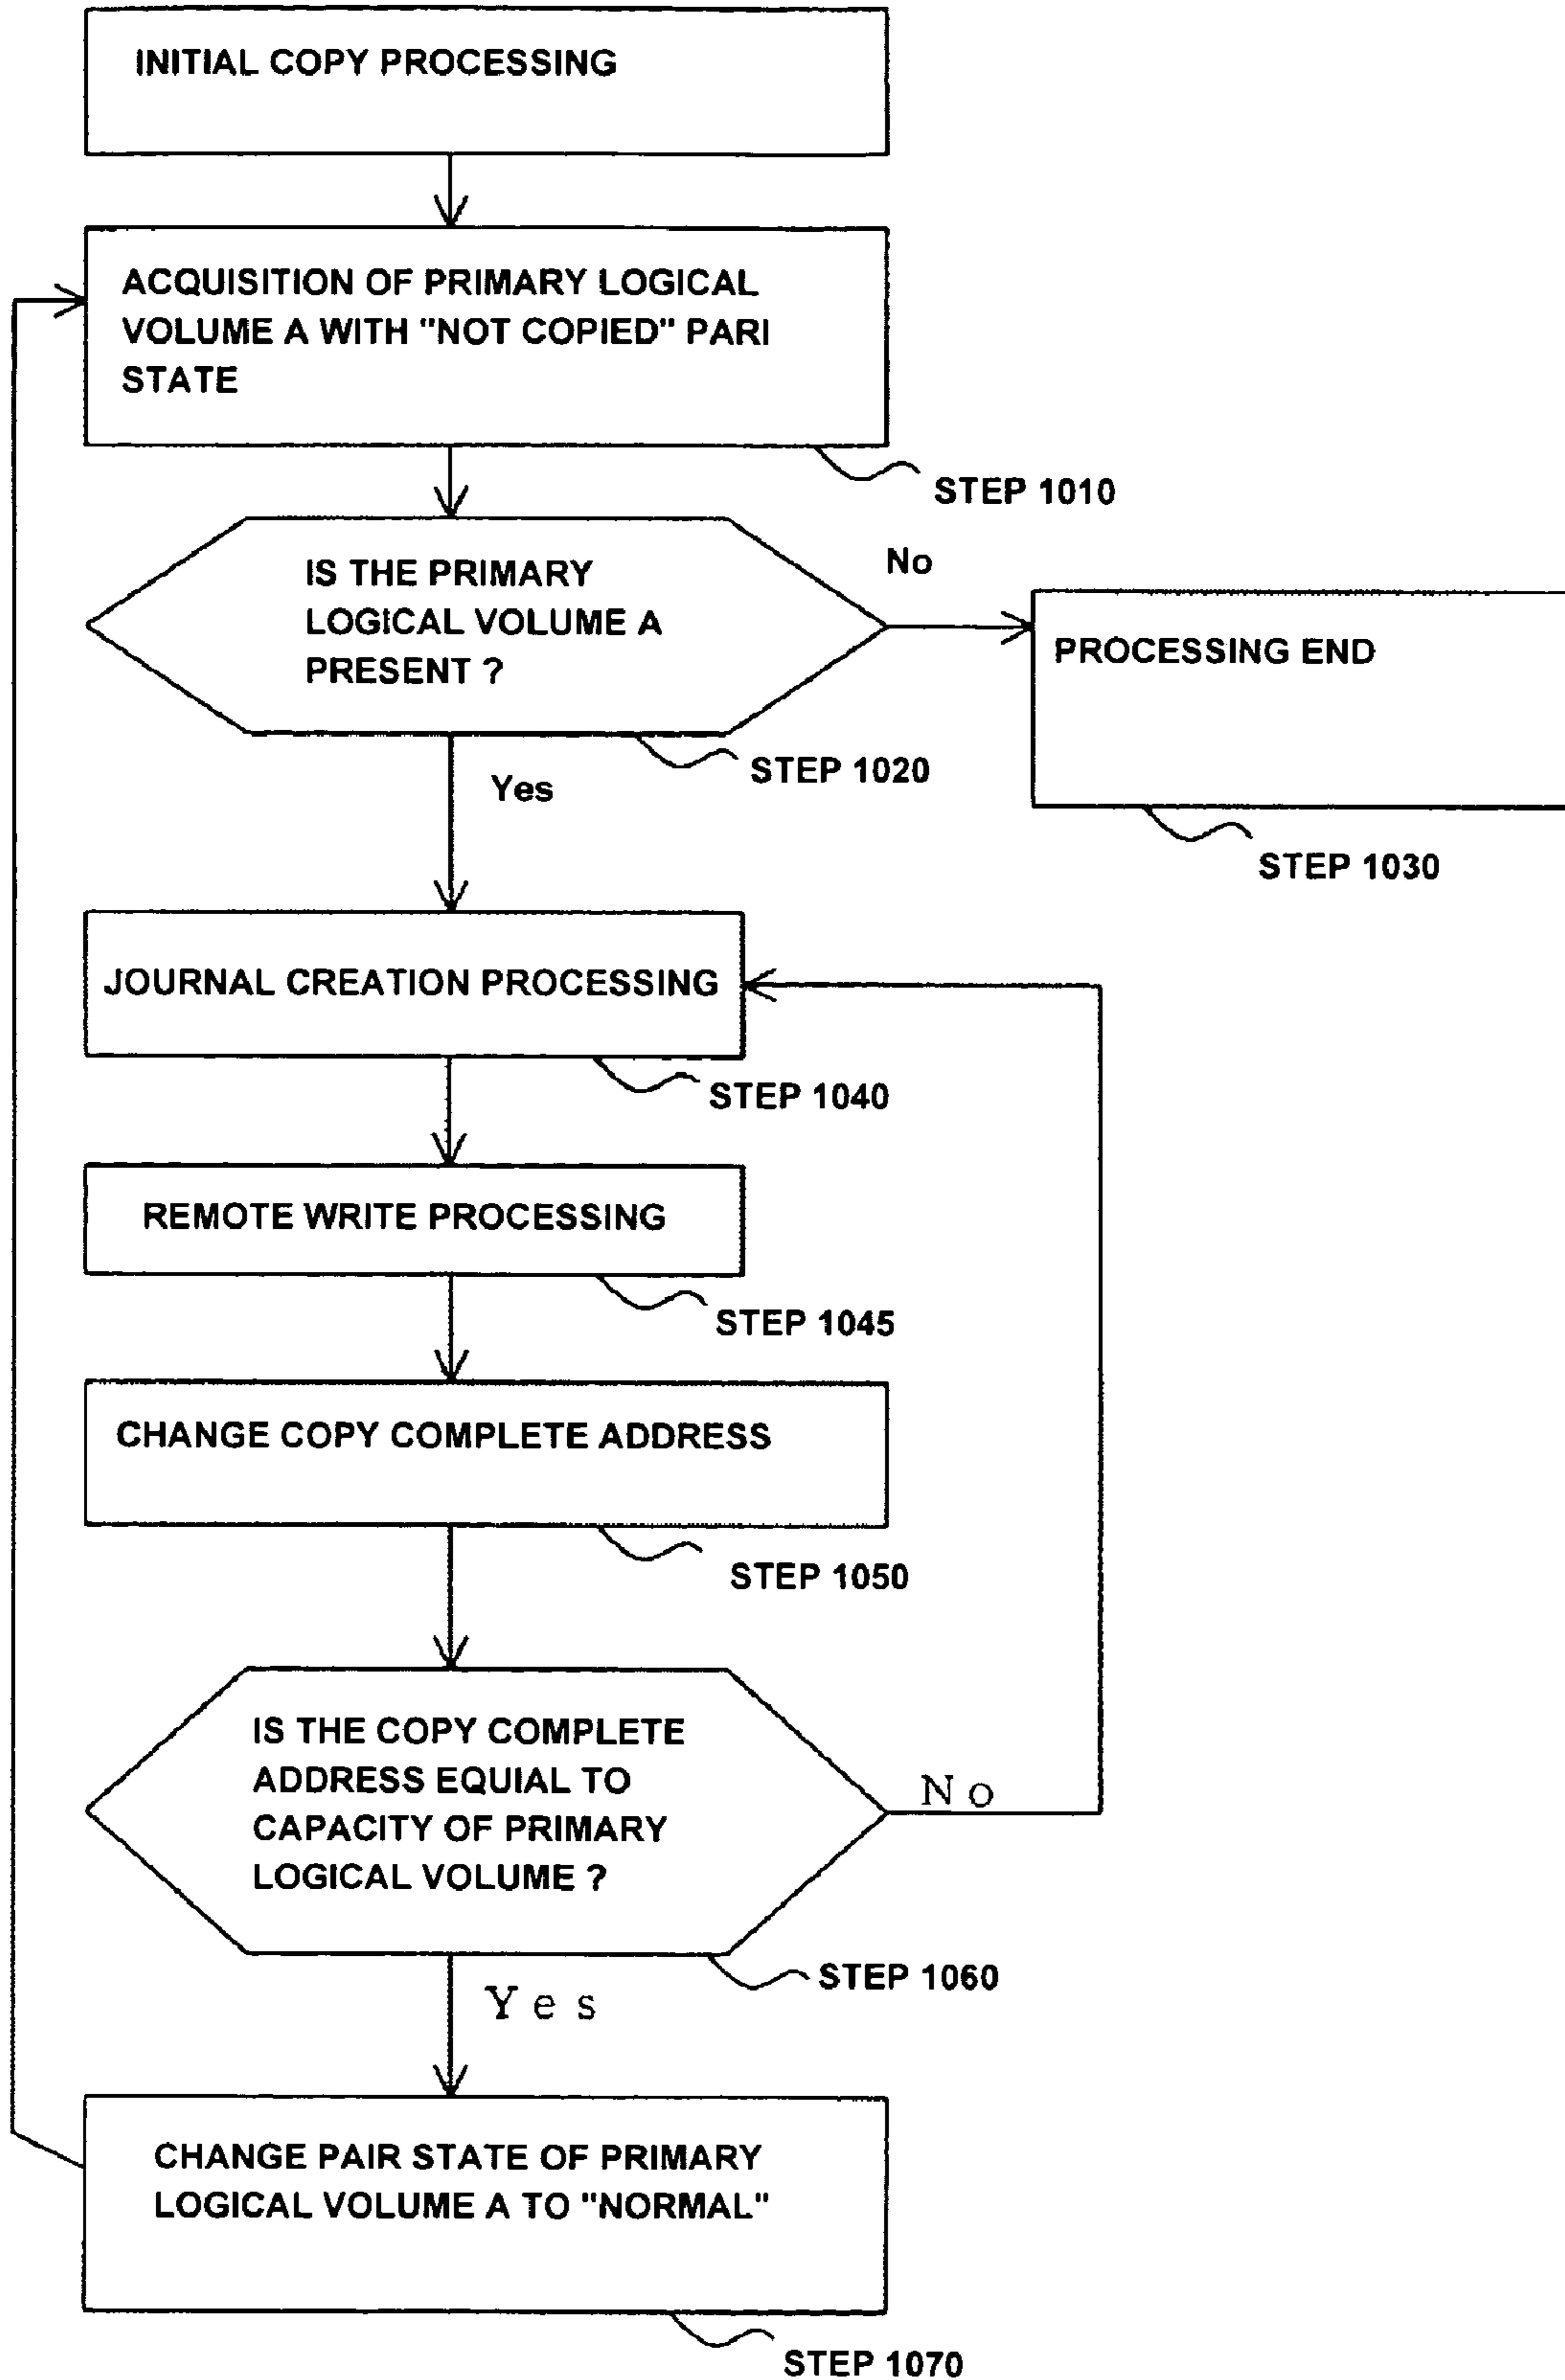 INITIAL COPY PROCESSING
ACQUISITION OF PRIMARY LOGICAL
VOLUME A WITH "NOT COPIED" PARI
STATE
STEP 1010
IS THE PRIMARY
LOGICAL VOLUME A
PRESENT ?
No
PROCESSING END
STEP 1020
Yes
STEP 1030
JOURNAL CREATION PROCESSING
STEP 1040
REMOTE WRITE PROCESSING
STEP 1045
CHANGE COPY COMPLETE ADDRESS
STEP 1050
IS THE COPY COMPLETE
ADDRESS EQUIAL TO
CAPACITY OF PRIMARY
LOGICAL VOLUME ?
No
STEP 1060
Yes
CHANGE PAIR STATE OF PRIMARY
LOGICAL VOLUME A TO "NORMAL"
STEP 1070